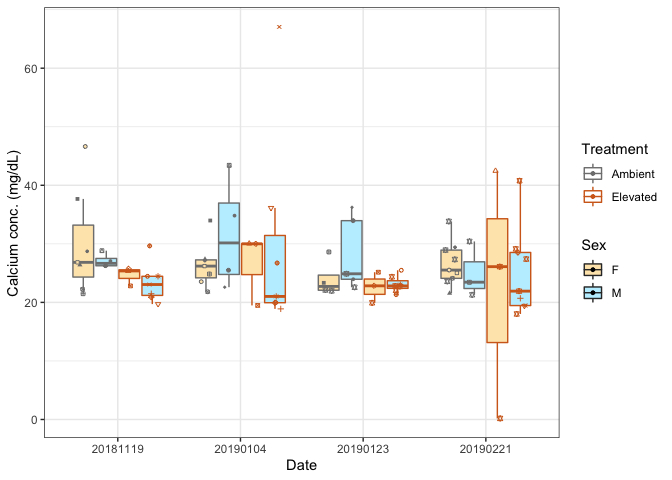 60
40
20
0
Calcium conc. (mg/dL)
20181119
20190104
20190123
20190221
Date
Treatment
Ambient
Elevated
Sex
F
M